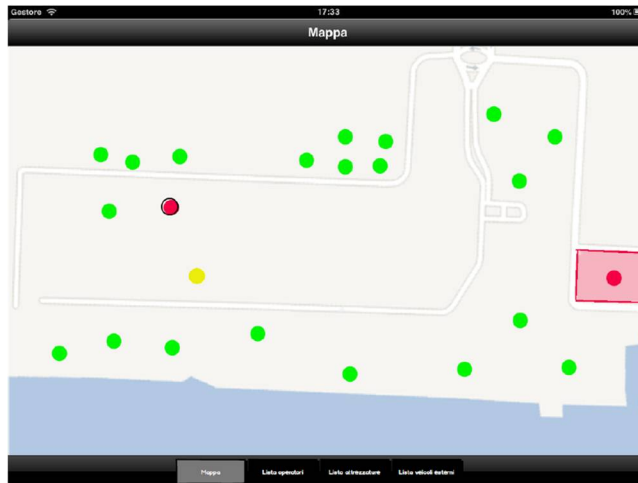 Gestore 17:33 100%
Mappa
Mappa Lista operatori Lista attrezzature Lista veicoli esterni